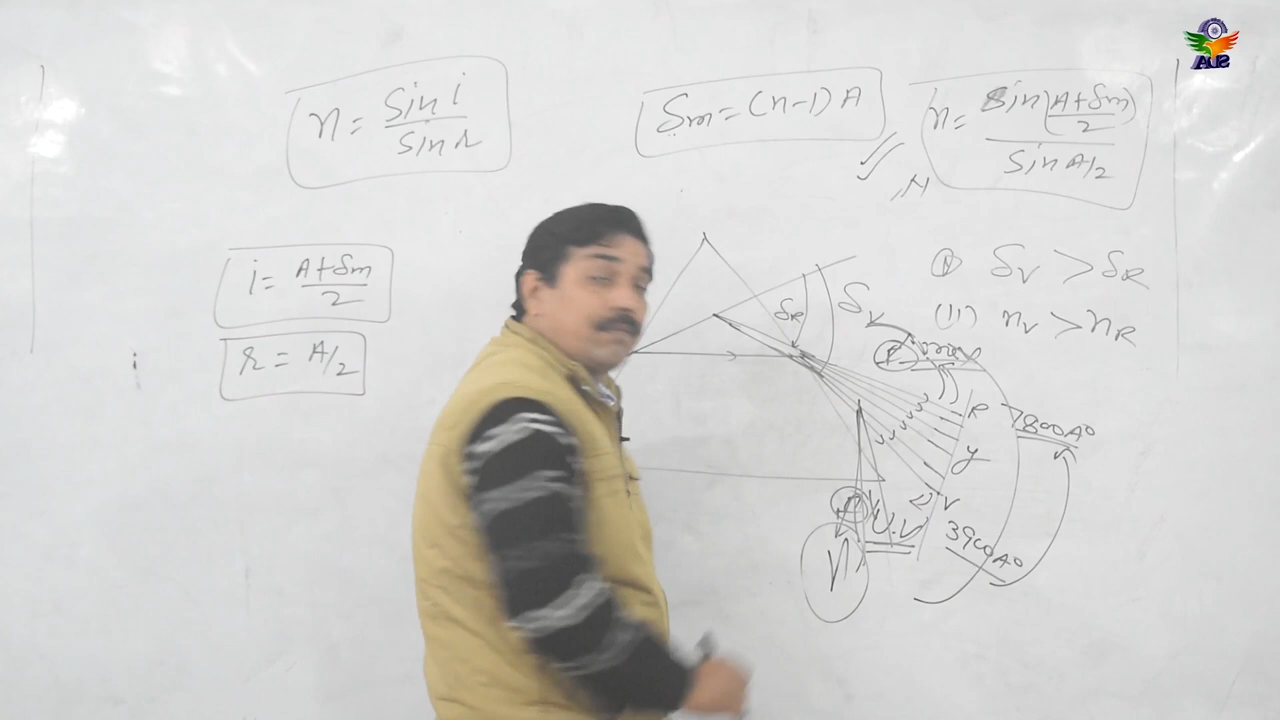 n = sin i / sin r
δm = (n-1) A
n = sin (A+δm / 2) / sin A/2
i = A+δm / 2
r = A/2
(i) δV > δR
(ii) nV > nR
δR
δV
R
7800A°
y
V
U.V
3900A°